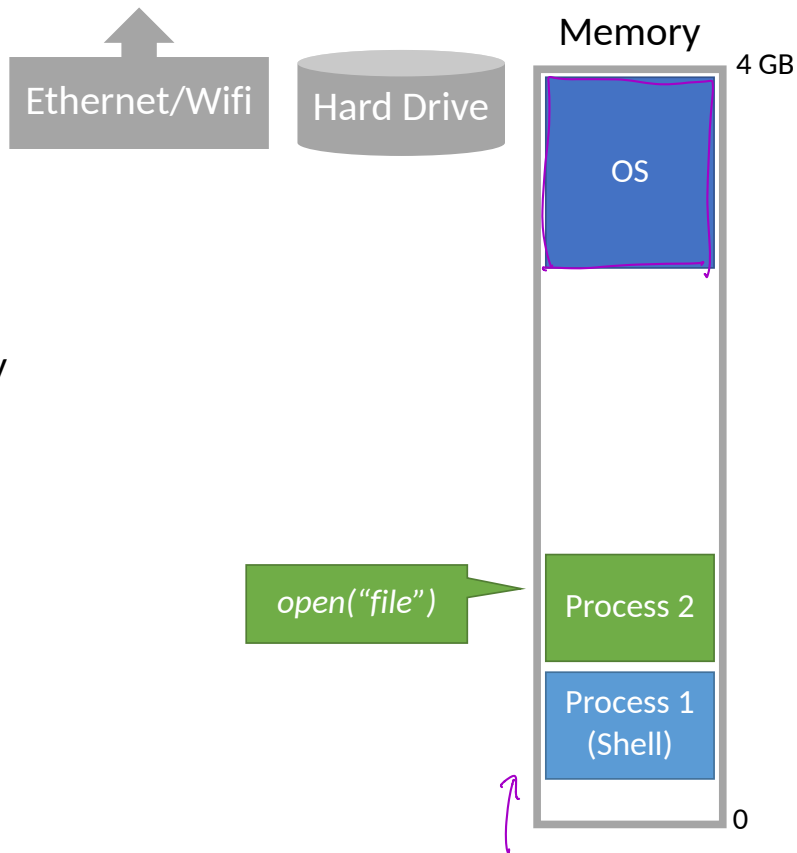 Memory
4 GB
Ethernet/Wifi
Hard Drive
OS
y
open(“file”)
Process 2
Process 1
(Shell)
0